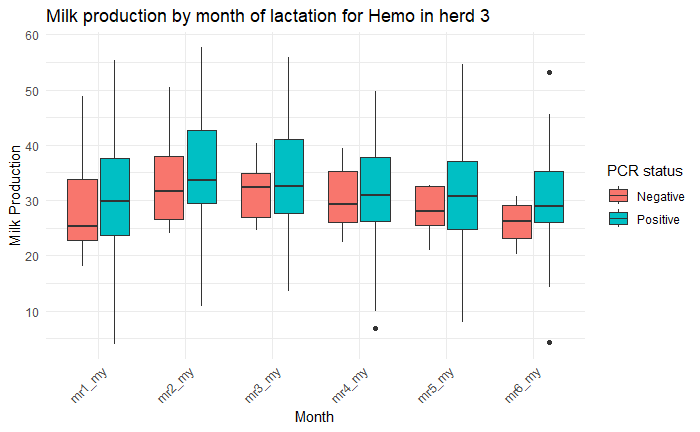 Milk production by month of lactation for Hemo in herd 3
60
50
40
30
20
10
Milk Production
mr1_my
mr2_my
mr3_my
mr4_my
mr5_my
mr6_my
Month
PCR status
Negative
Positive